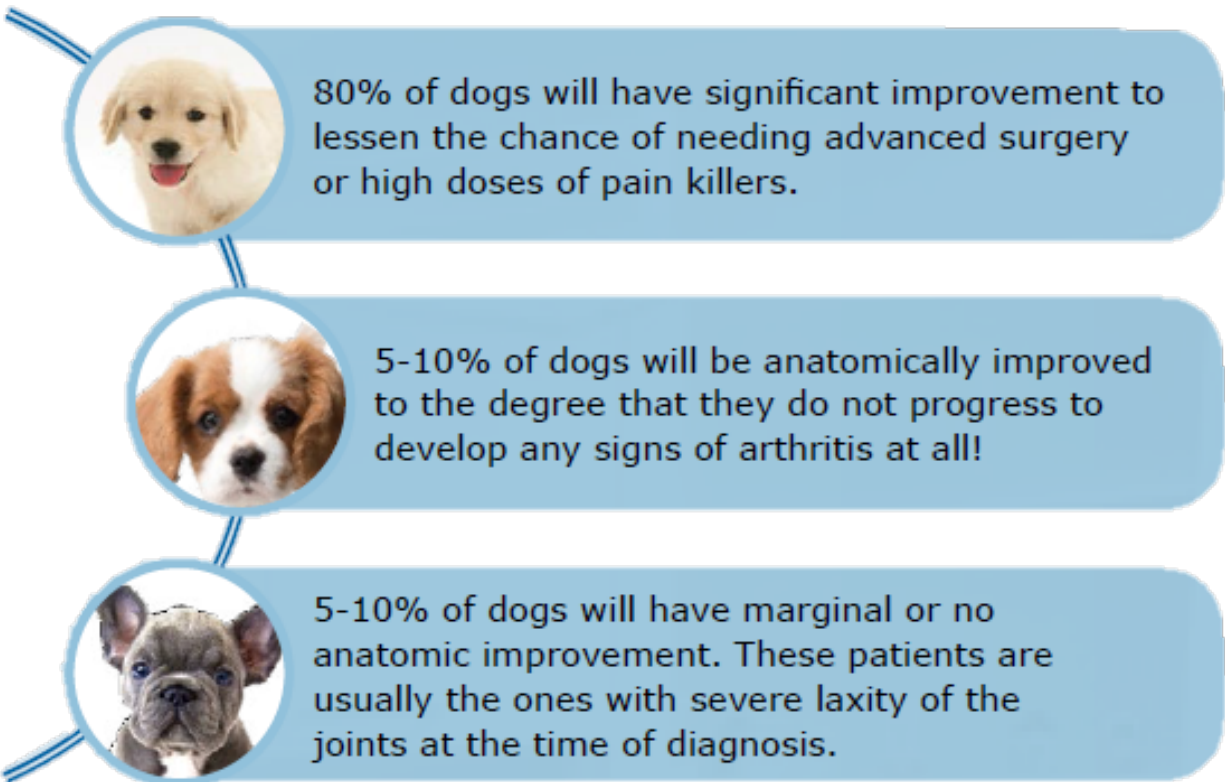 80% of dogs will have significant improvement to
lessen the chance of needing advanced surgery
or high doses of pain killers.
5-10% of dogs will be anatomically improved
to the degree that they do not progress to
develop any signs of arthritis at all!
5-10% of dogs will have marginal or no
anatomic improvement. These patients are
usually the ones with severe laxity of the
joints at the time of diagnosis.